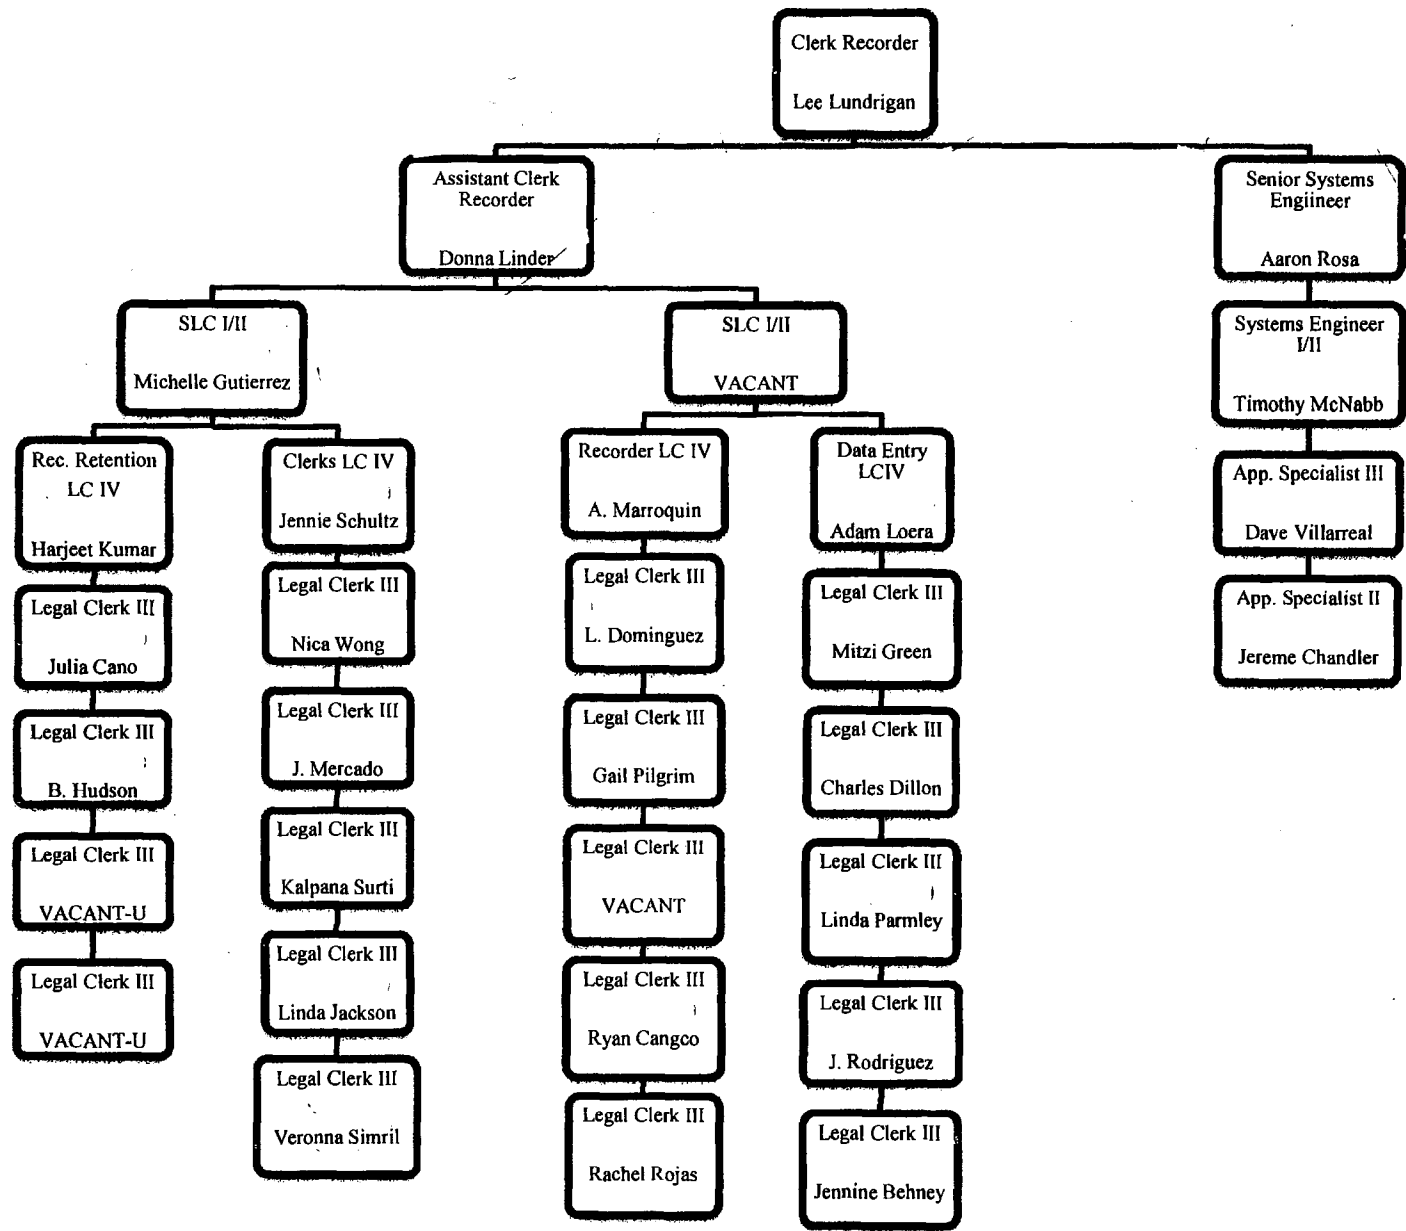 Clerk Recorder
Lee Lundrigan
Assistant Clerk
Recorder
Donna Linder
Senior Systems
Engiineer
Aaron Rosa
SLC I/II
Michelle Gutierrez
SLC I/II
VACANT
Systems Engineer
I/II
Timothy McNabb
App. Specialist III
Dave Villarreal
App. Specialist II
Jereme Chandler
Rec. Retention
LC IV
Harjeet Kumar
Legal Clerk III
Julia Cano
Legal Clerk III
B. Hudson
Legal Clerk III
VACANT-U
Legal Clerk III
VACANT-U
Clerks LC IV
Jennie Schultz
Legal Clerk III
Nica Wong
Legal Clerk III
J. Mercado
Legal Clerk III
Kalpana Surti
Legal Clerk III
Linda Jackson
Legal Clerk III
Veronna Simril
Recorder LC IV
A. Marroquin
Legal Clerk III
L. Dominguez
Legal Clerk III
Gail Pilgrim
Legal Clerk III
VACANT
Legal Clerk III
Ryan Cangco
Legal Clerk III
Rachel Rojas
Data Entry
LCIV
Adam Loera
Legal Clerk III
Mitzi Green
Legal Clerk III
Charles Dillon
Legal Clerk III
Linda Parmley
Legal Clerk III
J. Rodriguez
Legal Clerk III
Jennine Behney